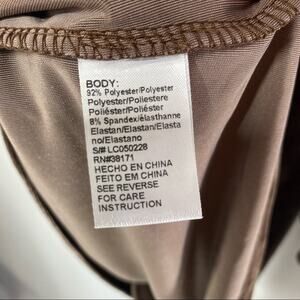 BODY:
92% Polyester/Polyester
Polyester/Poliestere
Poliéster/Poliéster
8% Spandex/élasthanne
Elastan/Elastan/Elasta
no/Elastano
S/# LC050228
RN#38171
HECHO EN CHINA
FEITO EM CHINA
SEE REVERSE
FOR CARE
INSTRUCTION